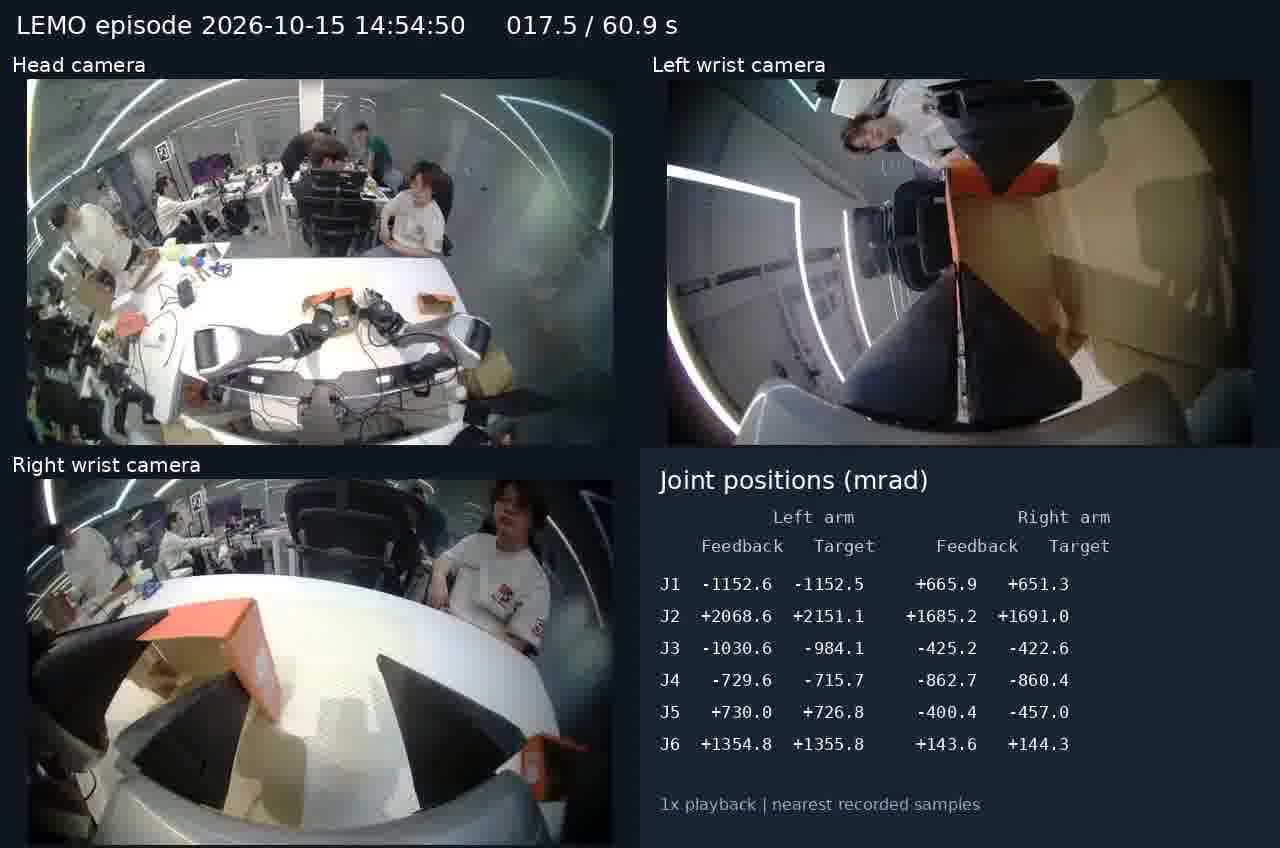 LEMO episode 2026-10-15 14:54:50 017.5 / 60.9 s
Head camera
Left wrist camera
Right wrist camera
Joint positions (mrad)
Left arm Right arm
Feedback Target Feedback Target
J1 -1152.6 -1152.5 +665.9 +651.3
J2 +2068.6 +2151.1 +1685.2 +1691.0
J3 -1030.6 -984.1 -425.2 -422.6
J4 -729.6 -715.7 -862.7 -860.4
J5 +730.0 +726.8 -400.4 -457.0
J6 +1354.8 +1355.8 +143.6 +144.3
1x playback | nearest recorded samples